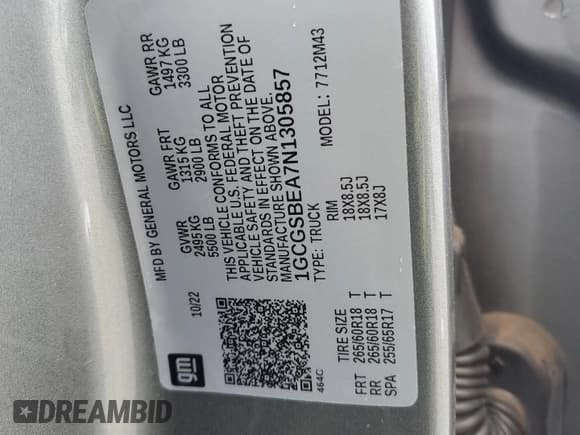 MFD BY GENERAL MOTORS LLC
10/22
GVWR GAWR FRT GAWR RR
2495 KG 1315 KG 1497 KG
5500 LB 2900 LB 3300 LB
THIS VEHICLE CONFORMS TO ALL
APPLICABLE U.S. FEDERAL MOTOR
VEHICLE SAFETY AND THEFT PREVENTION
STANDARDS IN EFFECT ON THE DATE OF
MANUFACTURE SHOWN ABOVE.
1GCGSBEA7N1305857
TYPE: TRUCK MODEL: 7712M43
gm
464C
TIRE SIZE RIM
FRT 265/60R18 T 18X8.5J
RR 265/60R18 T 18X8.5J
SPA 255/65R17 T 17X8J
DREAMBID